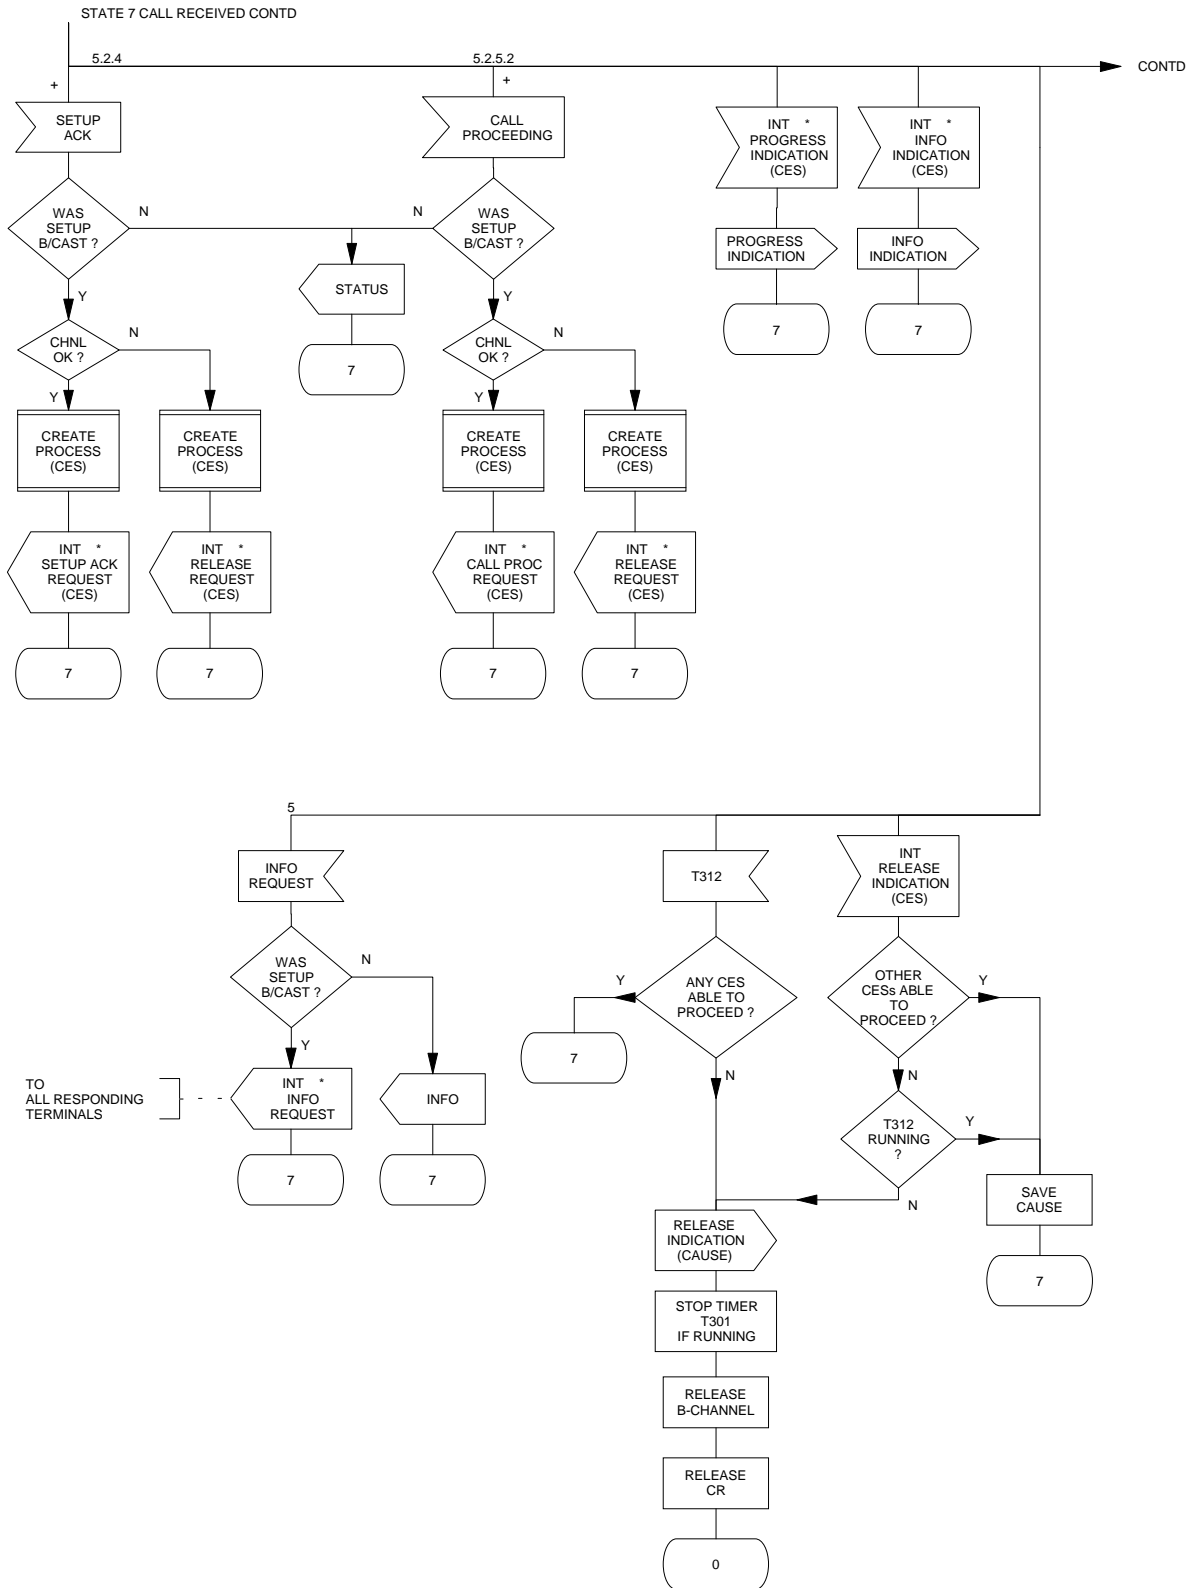 STATE 7 CALL RECEIVED CONTD
5.2.4
5.2.5.2
CONTD
+
+
SETUP
ACK
CALL
PROCEEDING
INT *
PROGRESS
INDICATION
(CES)
INT *
INFO
INDICATION
(CES)
WAS
SETUP
B/CAST ?
N
N
WAS
SETUP
B/CAST ?
PROGRESS
INDICATION
INFO
INDICATION
Y
STATUS
Y
7
7
CHNL
OK ?
N
7
CHNL
OK ?
N
Y
Y
CREATE
PROCESS
(CES)
CREATE
PROCESS
(CES)
CREATE
PROCESS
(CES)
CREATE
PROCESS
(CES)
INT *
SETUP ACK
REQUEST
(CES)
INT *
RELEASE
REQUEST
(CES)
INT *
CALL PROC
REQUEST
(CES)
INT *
RELEASE
REQUEST
(CES)
7
7
7
7
5
INFO
REQUEST
T312
INT
RELEASE
INDICATION
(CES)
WAS
SETUP
B/CAST ?
N
Y
ANY CES
ABLE TO
PROCEED ?
OTHER
CESs ABLE
TO
PROCEED ?
Y
Y
7
N
N
TO
ALL RESPONDING
TERMINALS
INT *
INFO
REQUEST
INFO
T312
RUNNING
?
Y
7
7
N
SAVE
CAUSE
RELEASE
INDICATION
(CAUSE)
7
STOP TIMER
T301
IF RUNNING
RELEASE
B-CHANNEL
RELEASE
CR
0